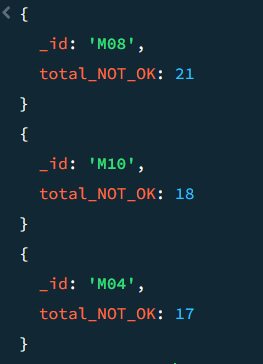 {
_id: 'M08',
total_NOT_OK: 21
}
{
_id: 'M10',
total_NOT_OK: 18
}
{
_id: 'M04',
total_NOT_OK: 17
}